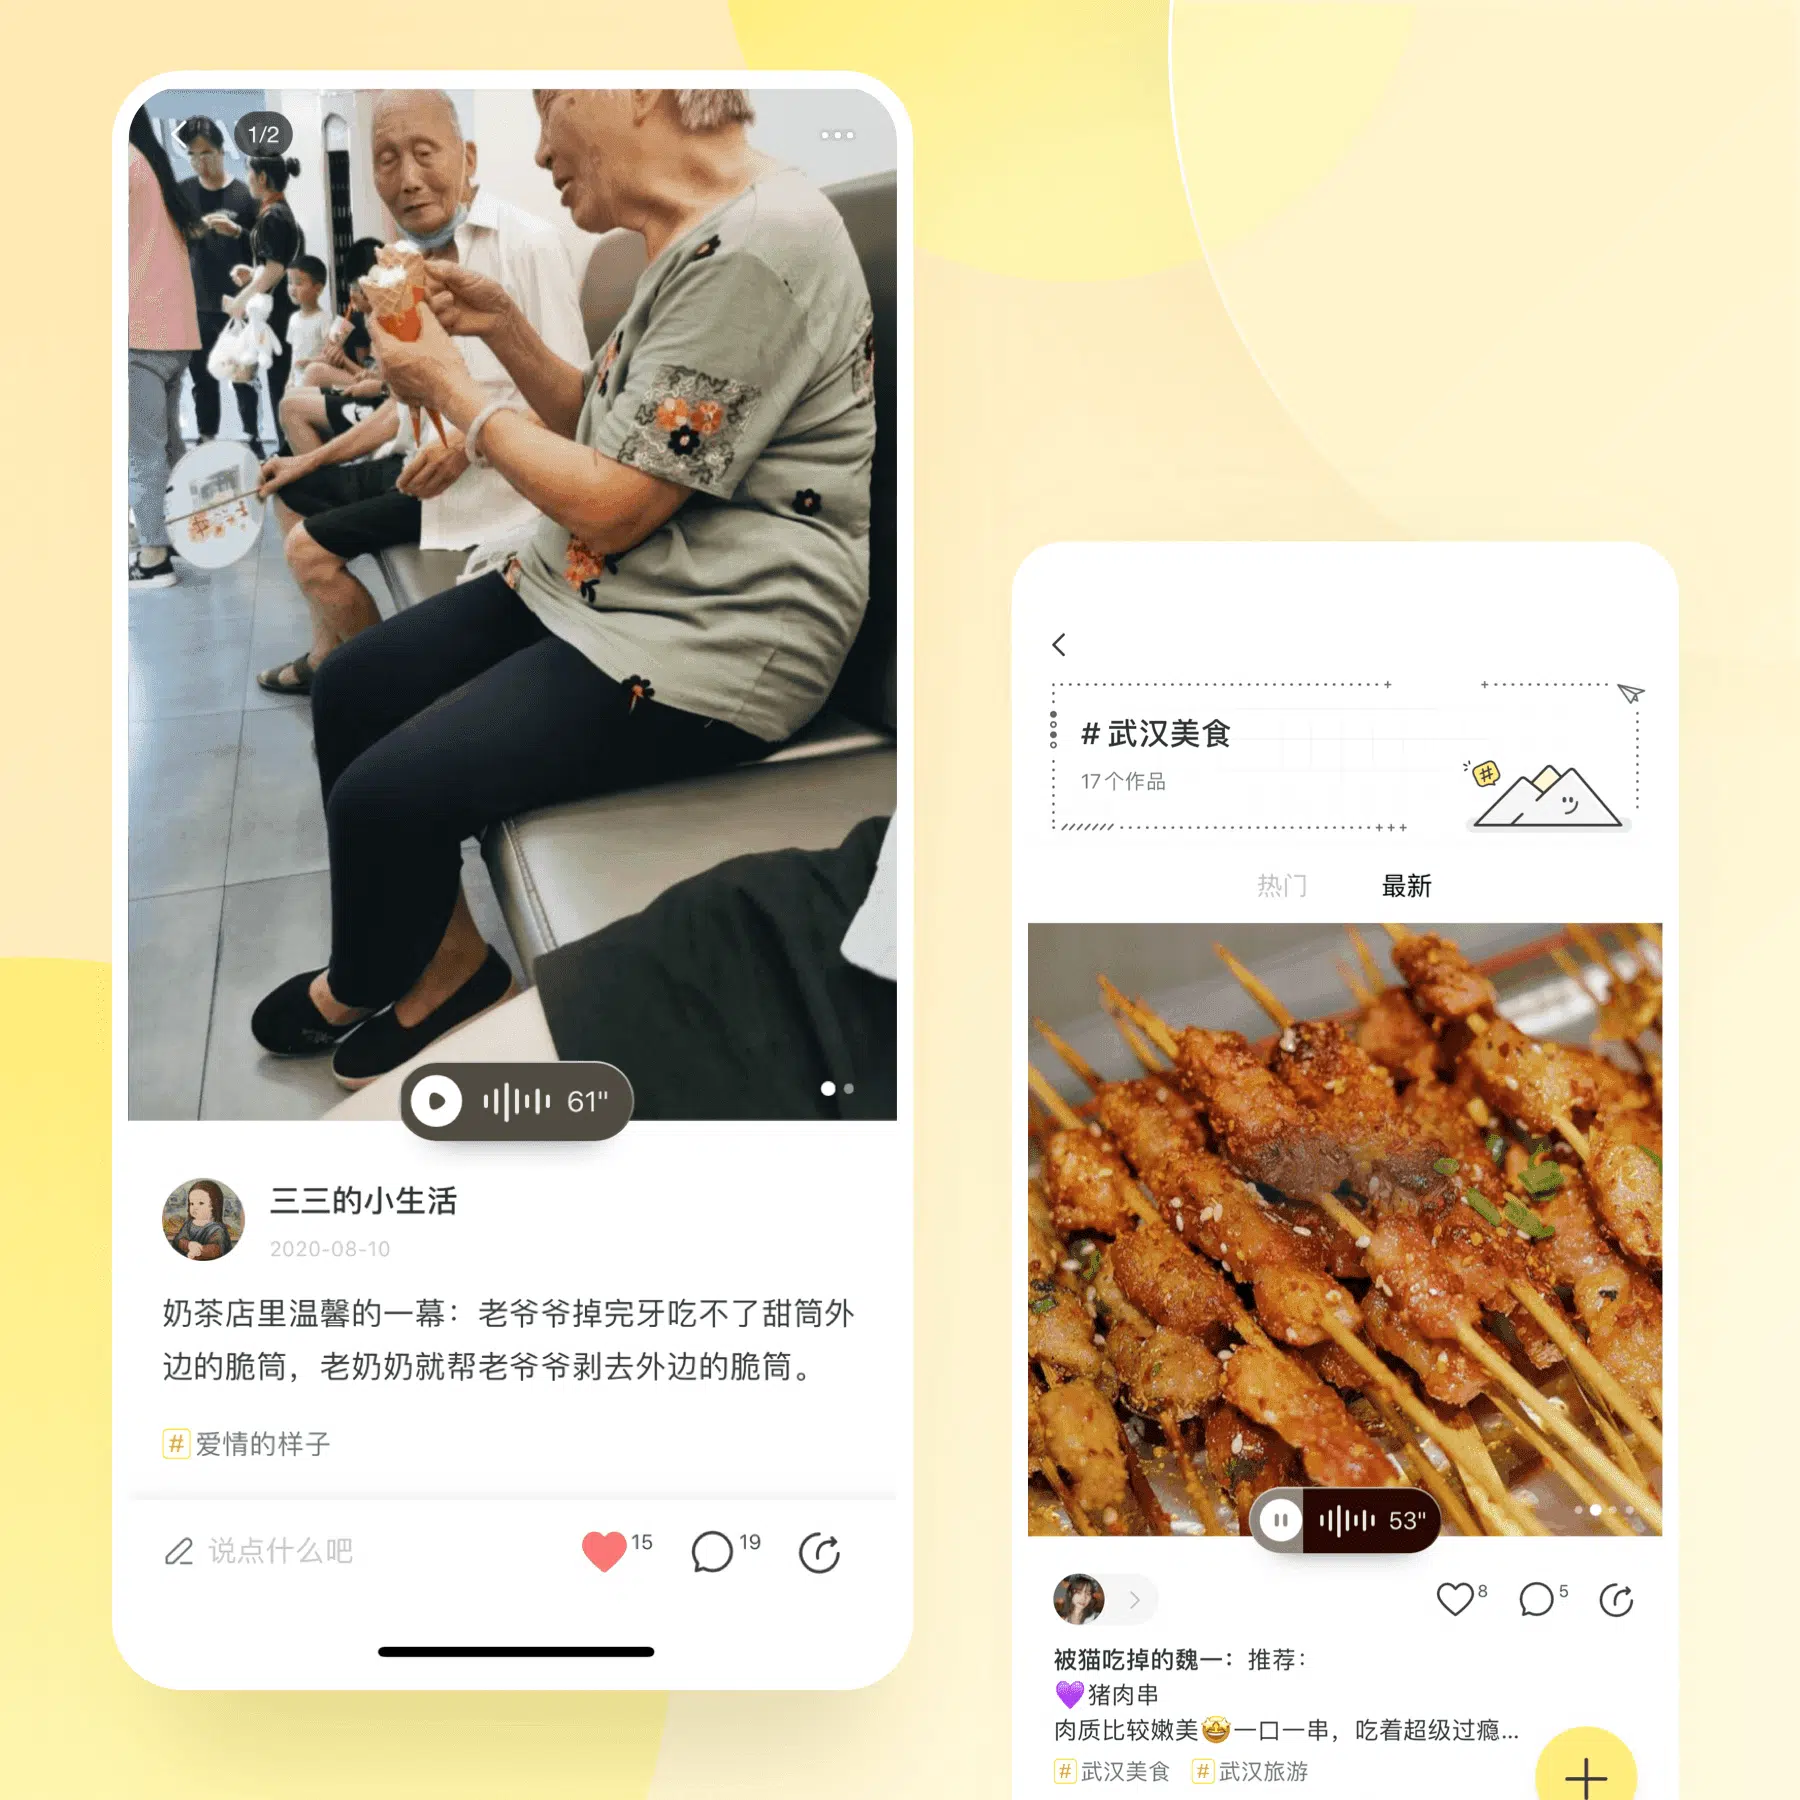 1/2
61"
三三的小生活
2020-08-10
奶茶店里温馨的一幕：老爷爷掉完牙吃不了甜筒外
边的脆筒，老奶奶就帮老爷爷剥去外边的脆筒。
#爱情的样子
说点什么吧
15
19
#武汉美食
17个作品
#
热门
最新
53"
8
5
被猫吃掉的魏一：推荐：
💜猪肉串
肉质比较嫩美🤩一口一串，吃着超级过瘾...
#武汉美食 #武汉旅游